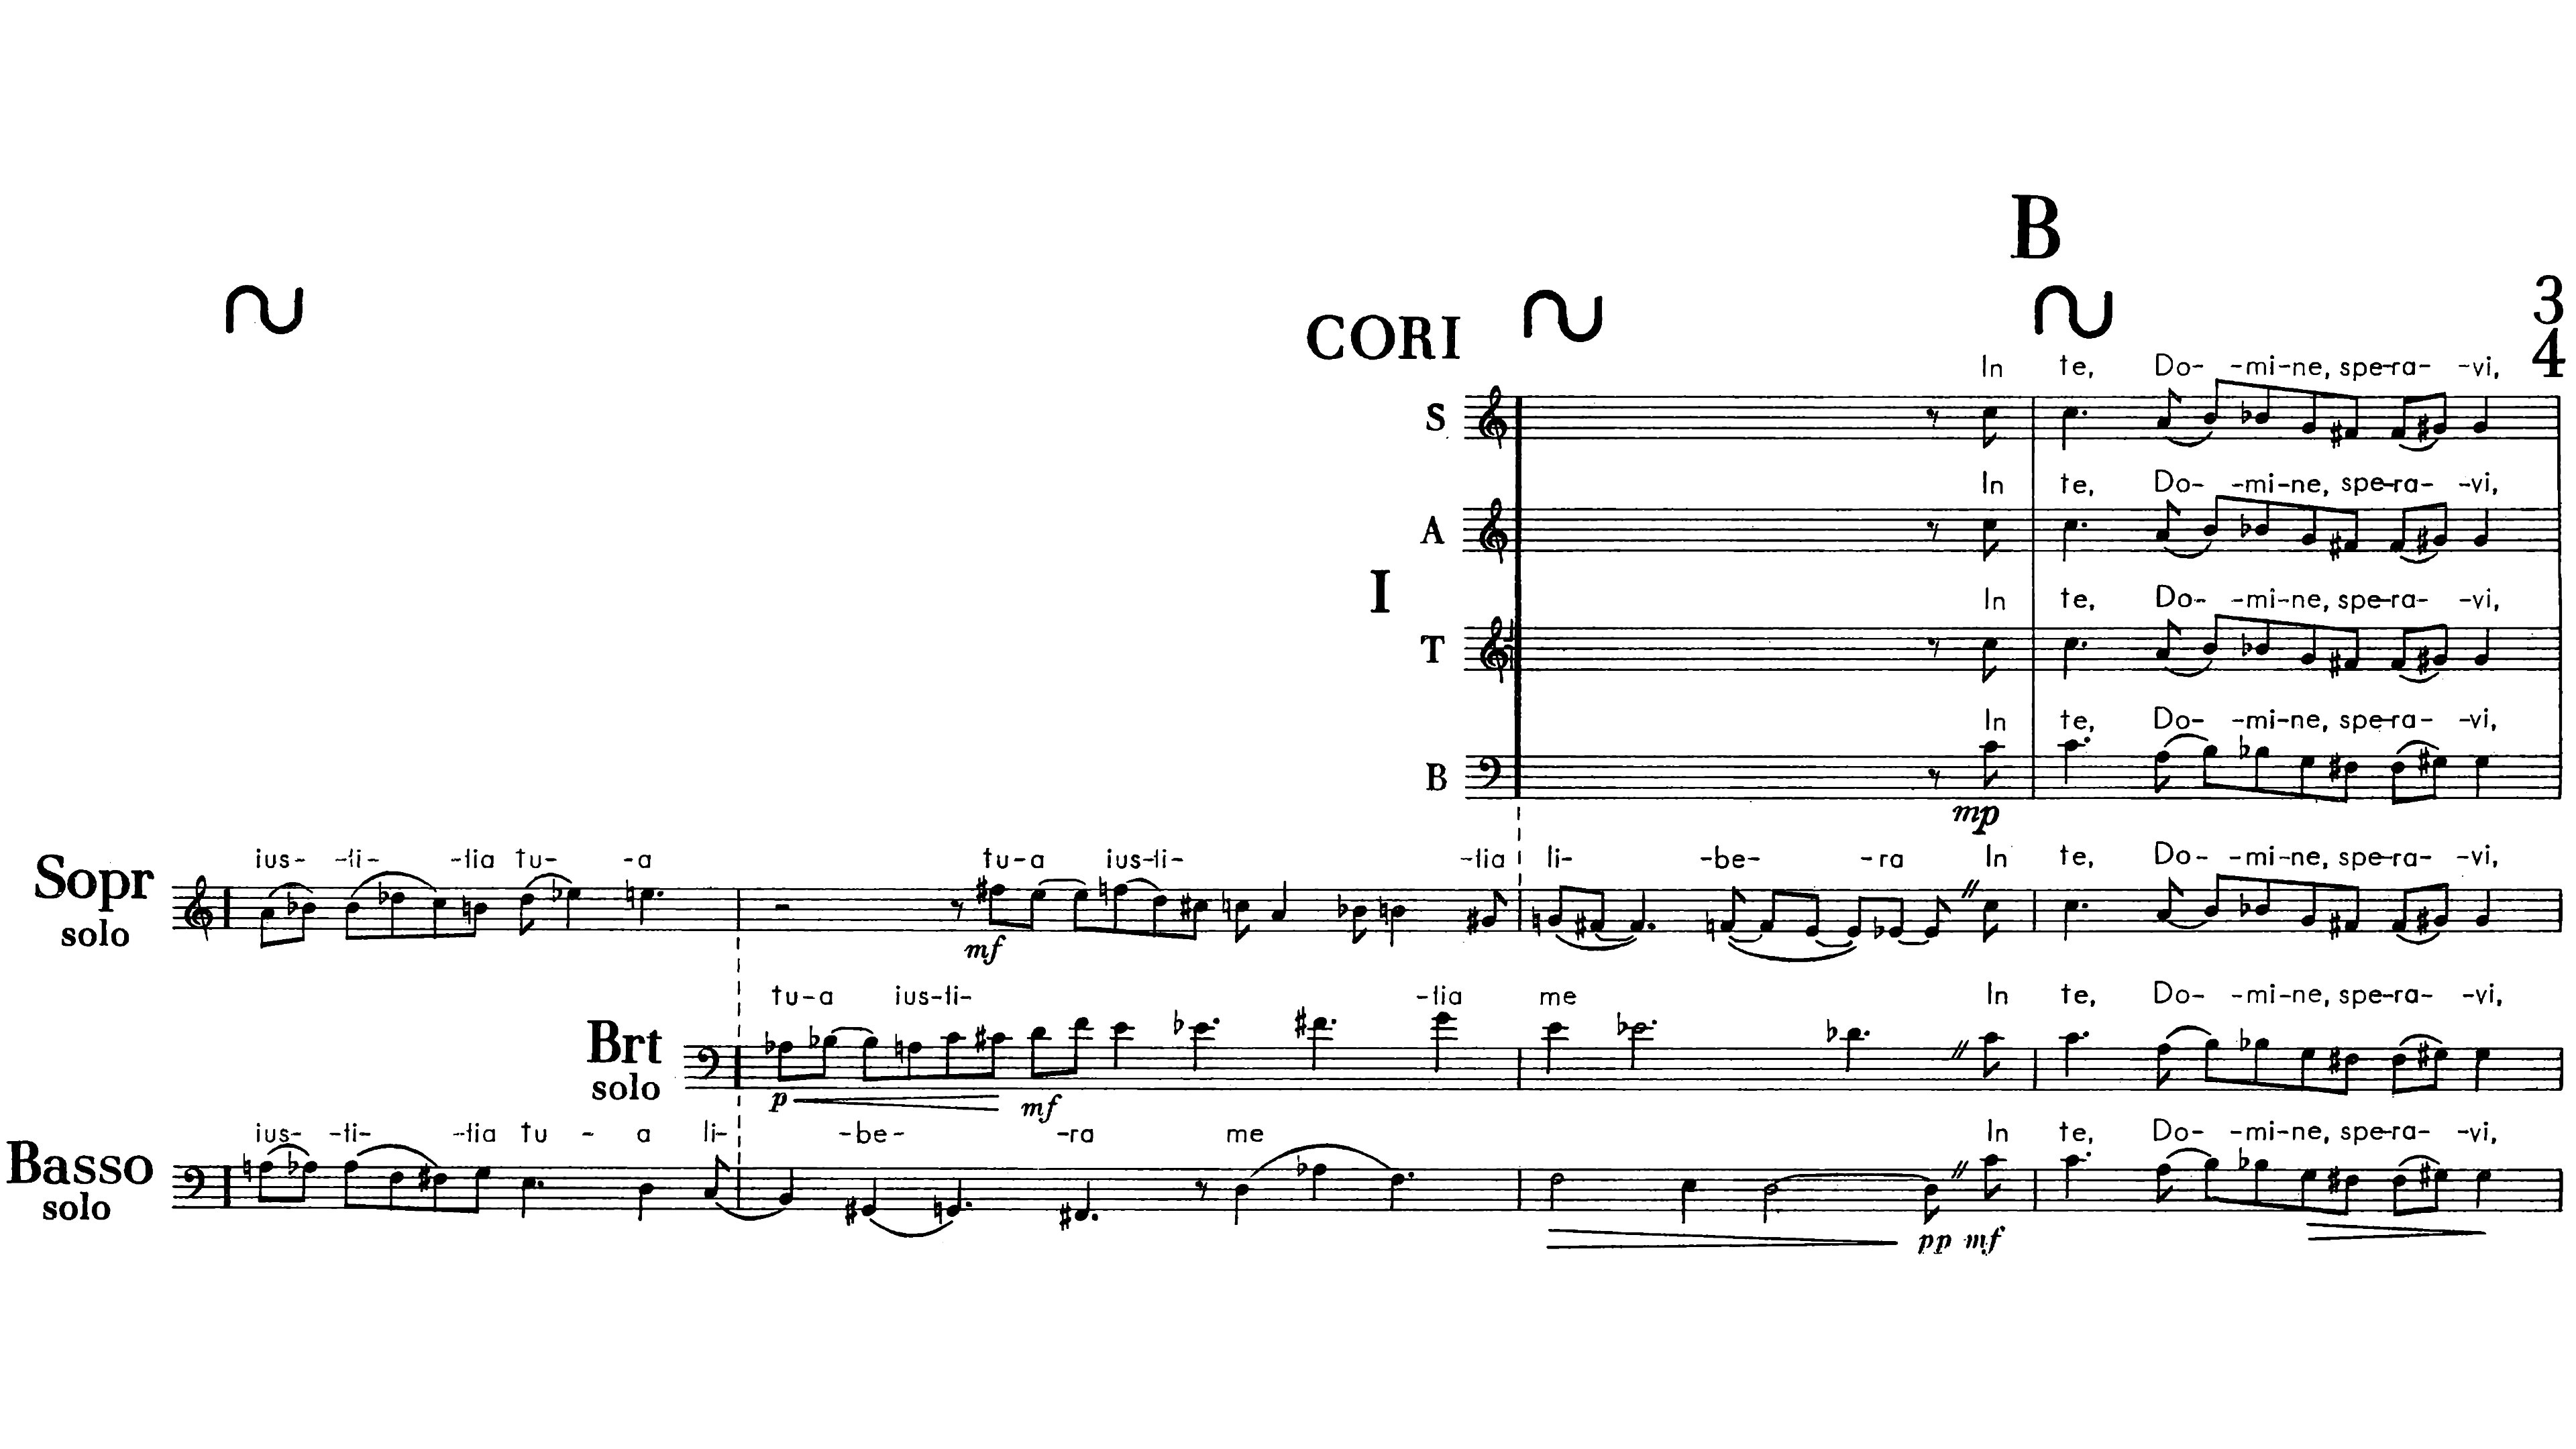 B
CORI
3
4
In te, Do- -mi-ne, spe-ra- -vi,
S
In te, Do- -mi-ne, spe-ra- -vi,
A
I
In te, Do- -mi-ne, spe-ra- -vi,
T
In te, Do- -mi-ne, spe-ra- -vi,
B
mp
ius- -ti- -tia tu- -a tu-a ius-ti- -tia li- -be- -ra In te, Do- -mi-ne, spe-ra- -vi,
Sopr
solo
mf
tu-a ius-ti- -tia me In te, Do- -mi-ne, spe-ra- -vi,
Brt
solo
p mf
ius- -ti- -tia tu - a li- -be- -ra me In te, Do- -mi-ne, spe-ra- -vi,
Basso
solo
pp mf